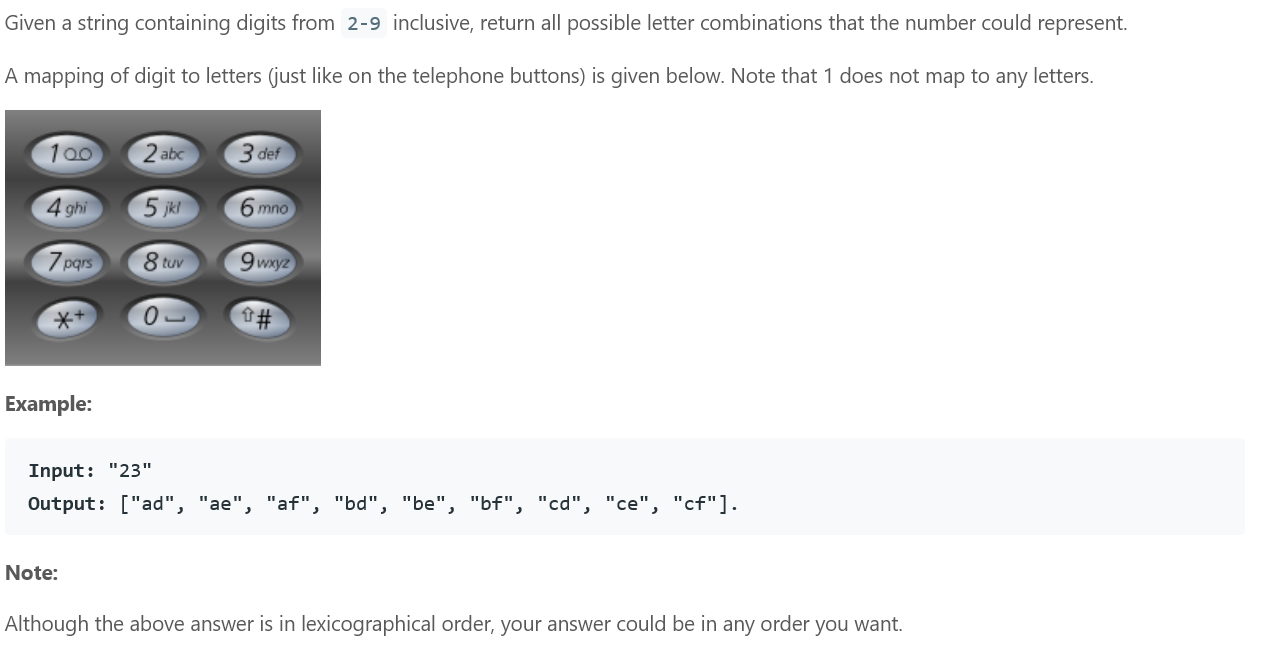 Given a string containing digits from 2-9 inclusive, return all possible letter combinations that the number could represent.
A mapping of digit to letters (just like on the telephone buttons) is given below. Note that 1 does not map to any letters.
1 2 abc 3 def
4 ghi 5 jkl 6 mno
7 pqrs 8 tuv 9 wxyz
* + 0 ⇧ #
Example:
Input: "23"
Output: ["ad", "ae", "af", "bd", "be", "bf", "cd", "ce", "cf"].
Note:
Although the above answer is in lexicographical order, your answer could be in any order you want.